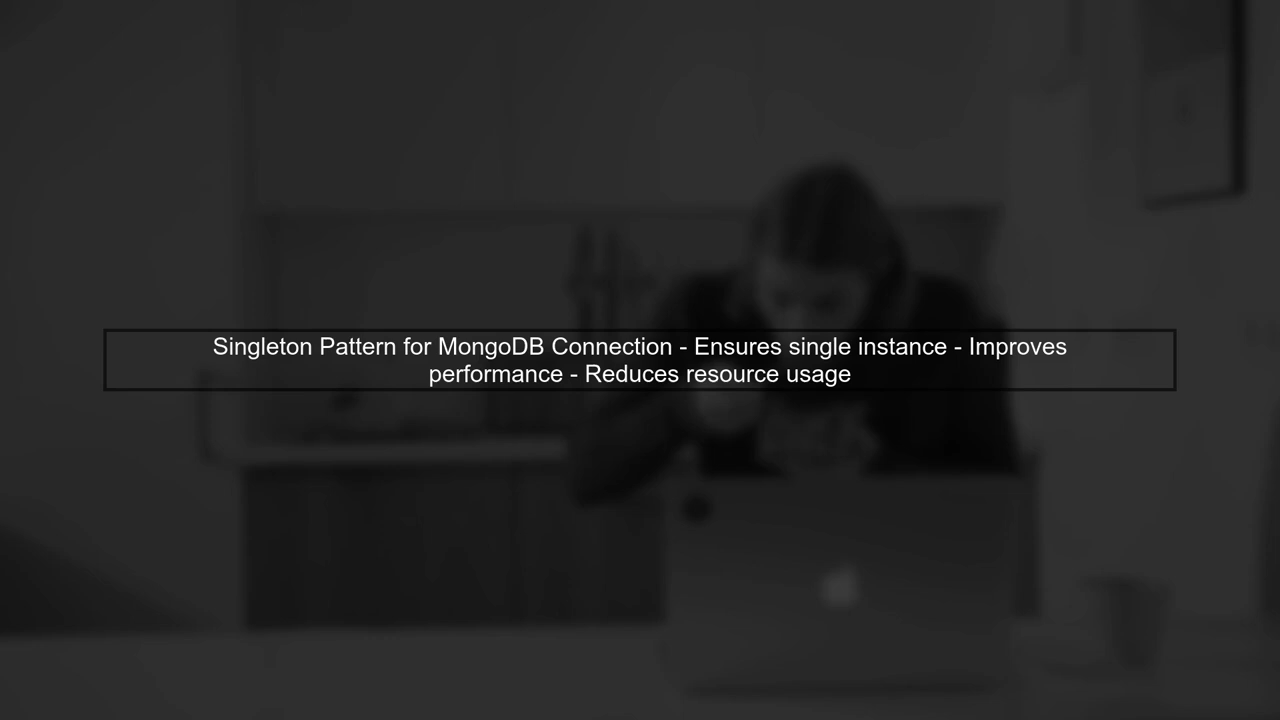 Singleton Pattern for MongoDB Connection - Ensures single instance - Improves
performance - Reduces resource usage